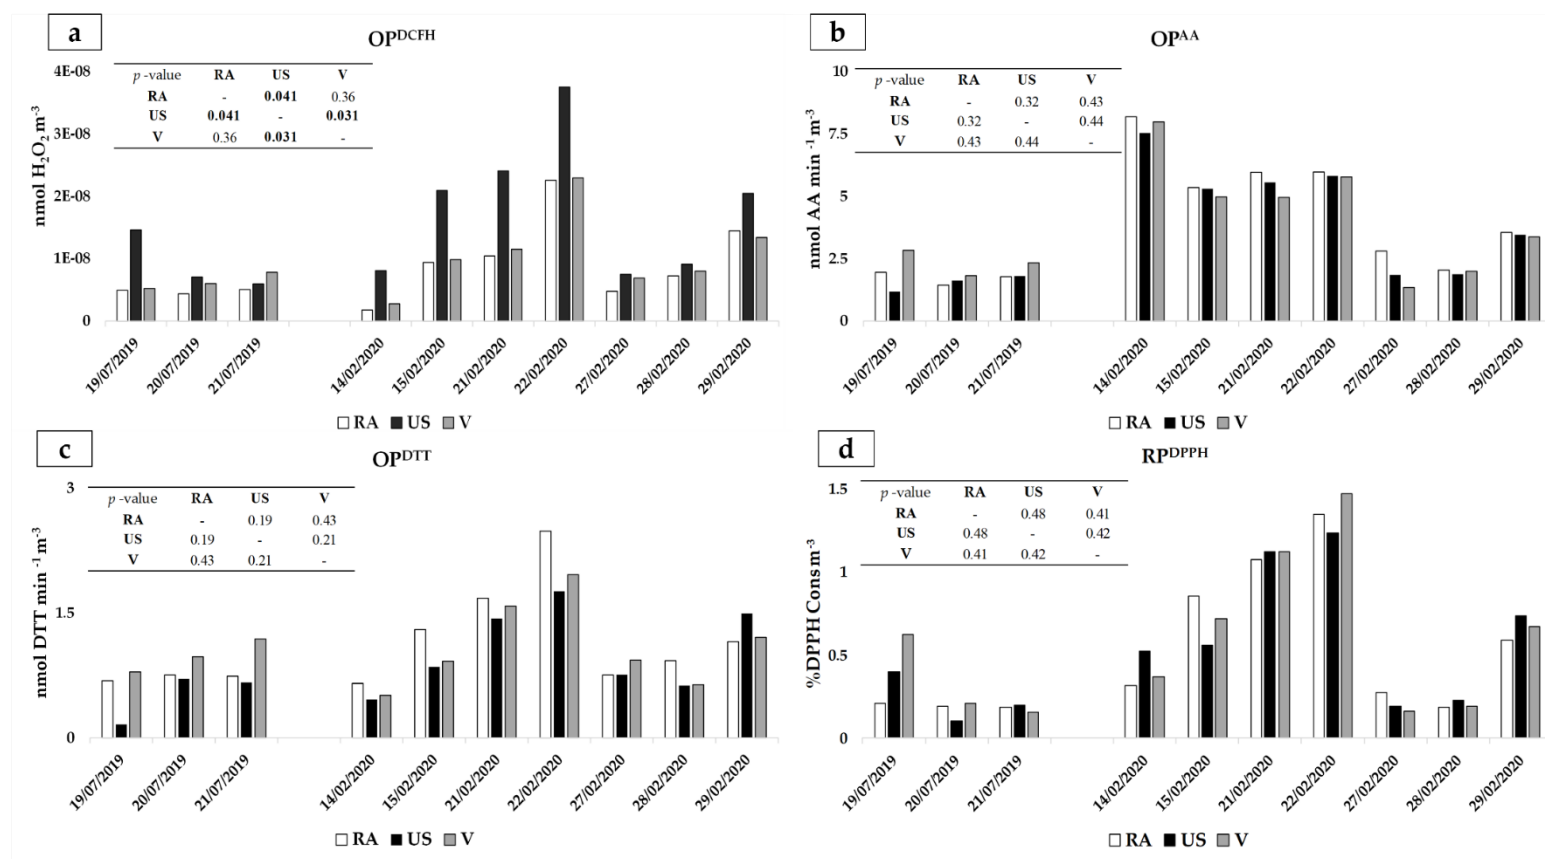 a
OP^DCFH
nmol H₂O₂ m⁻³
4E-08
3E-08
2E-08
1E-08
0
p -value RA US V
RA - 0.041 0.36
US 0.041 - 0.031
V 0.36 0.031 -
19/07/2019 20/07/2019 21/07/2019 14/02/2020 15/02/2020 21/02/2020 22/02/2020 27/02/2020 28/02/2020 29/02/2020
RA US V
b
OP^AA
nmol AA min ⁻¹ m⁻³
10
7.5
5
2.5
0
p -value RA US V
RA - 0.32 0.43
US 0.32 - 0.44
V 0.43 0.44 -
19/07/2019 20/07/2019 21/07/2019 14/02/2020 15/02/2020 21/02/2020 22/02/2020 27/02/2020 28/02/2020 29/02/2020
RA US V
c
OP^DTT
nmol DTT min ⁻¹ m⁻³
3
1.5
0
p -value RA US V
RA - 0.19 0.43
US 0.19 - 0.21
V 0.43 0.21 -
19/07/2019 20/07/2019 21/07/2019 14/02/2020 15/02/2020 21/02/2020 22/02/2020 27/02/2020 28/02/2020 29/02/2020
RA US V
d
RP^DPPH
%DPPH Cons m⁻³
1.5
1
0.5
0
p -value RA US V
RA - 0.48 0.41
US 0.48 - 0.42
V 0.41 0.42 -
19/07/2019 20/07/2019 21/07/2019 14/02/2020 15/02/2020 21/02/2020 22/02/2020 27/02/2020 28/02/2020 29/02/2020
RA US V